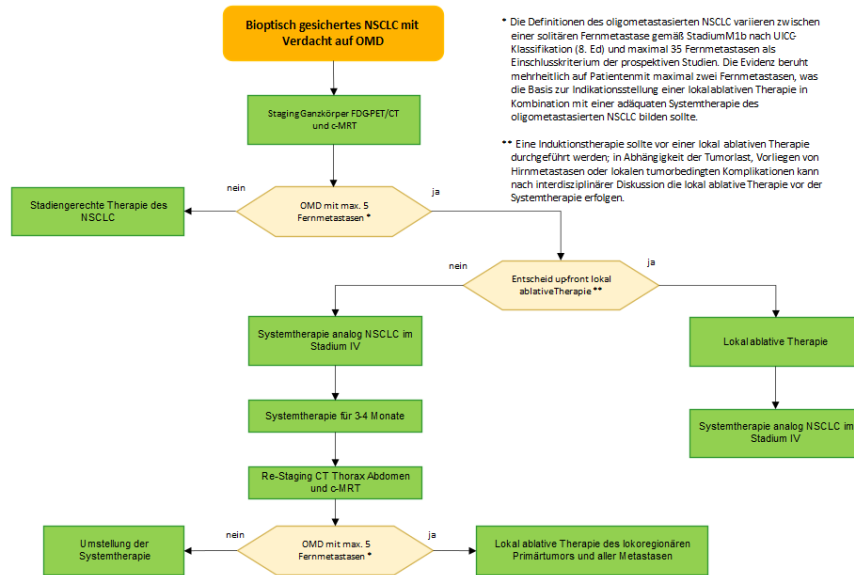 Bioptisch gesichertes NSCLC mit
Verdacht auf OMD
* Die Definitionen des oligometastasierten NSCLC variieren zwischen
einer solitären Fernmetastase gemäß StadiumM1b nach UICC-
Klassifikation (8. Ed) und maximal 35 Fernmetastasen als
Einschlusskriterium der prospektiven Studien. Die Evidenz beruht
mehrheitlich auf Patientenmit maximal zwei Fernmetastasen, was
die Basis zur Indikationsstellung einer lokalablativen Therapie in
Kombination mit einer adäquaten Systemtherapie des
oligometastasierten NSCLC bilden sollte.
** Eine Induktionstherapie sollte vor einer lokal ablativen Therapie
durchgeführt werden; in Abhängigkeit der Tumorlast, Vorliegen von
Hirnmetastasen oder lokalen tumorbedingten Komplikationen kann
nach interdisziplinärer Diskussion die lokal ablative Therapie vor der
Systemtherapie erfolgen.
StagingGanzkörper FDG-PET/CT
und c-MRT
nein
ja
Stadiengerechte Therapie des
NSCLC
OMD mit max. 5
Fernmetastasen *
nein
ja
Entscheid up-front lokal
ablativeTherapie **
Systemtherapie analog NSCLC im
Stadium IV
Lokal ablative Therapie
Systemtherapie für 3-4 Monate
Systemtherapie analog NSCLC im
Stadium IV
Re-Staging CT Thorax Abdomen
und c-MRT
nein
ja
Umstellung der
Systemtherapie
OMD mit max. 5
Fernmetastasen *
Lokal ablative Therapie des lokoregionären
Primärtumors und aller Metastasen